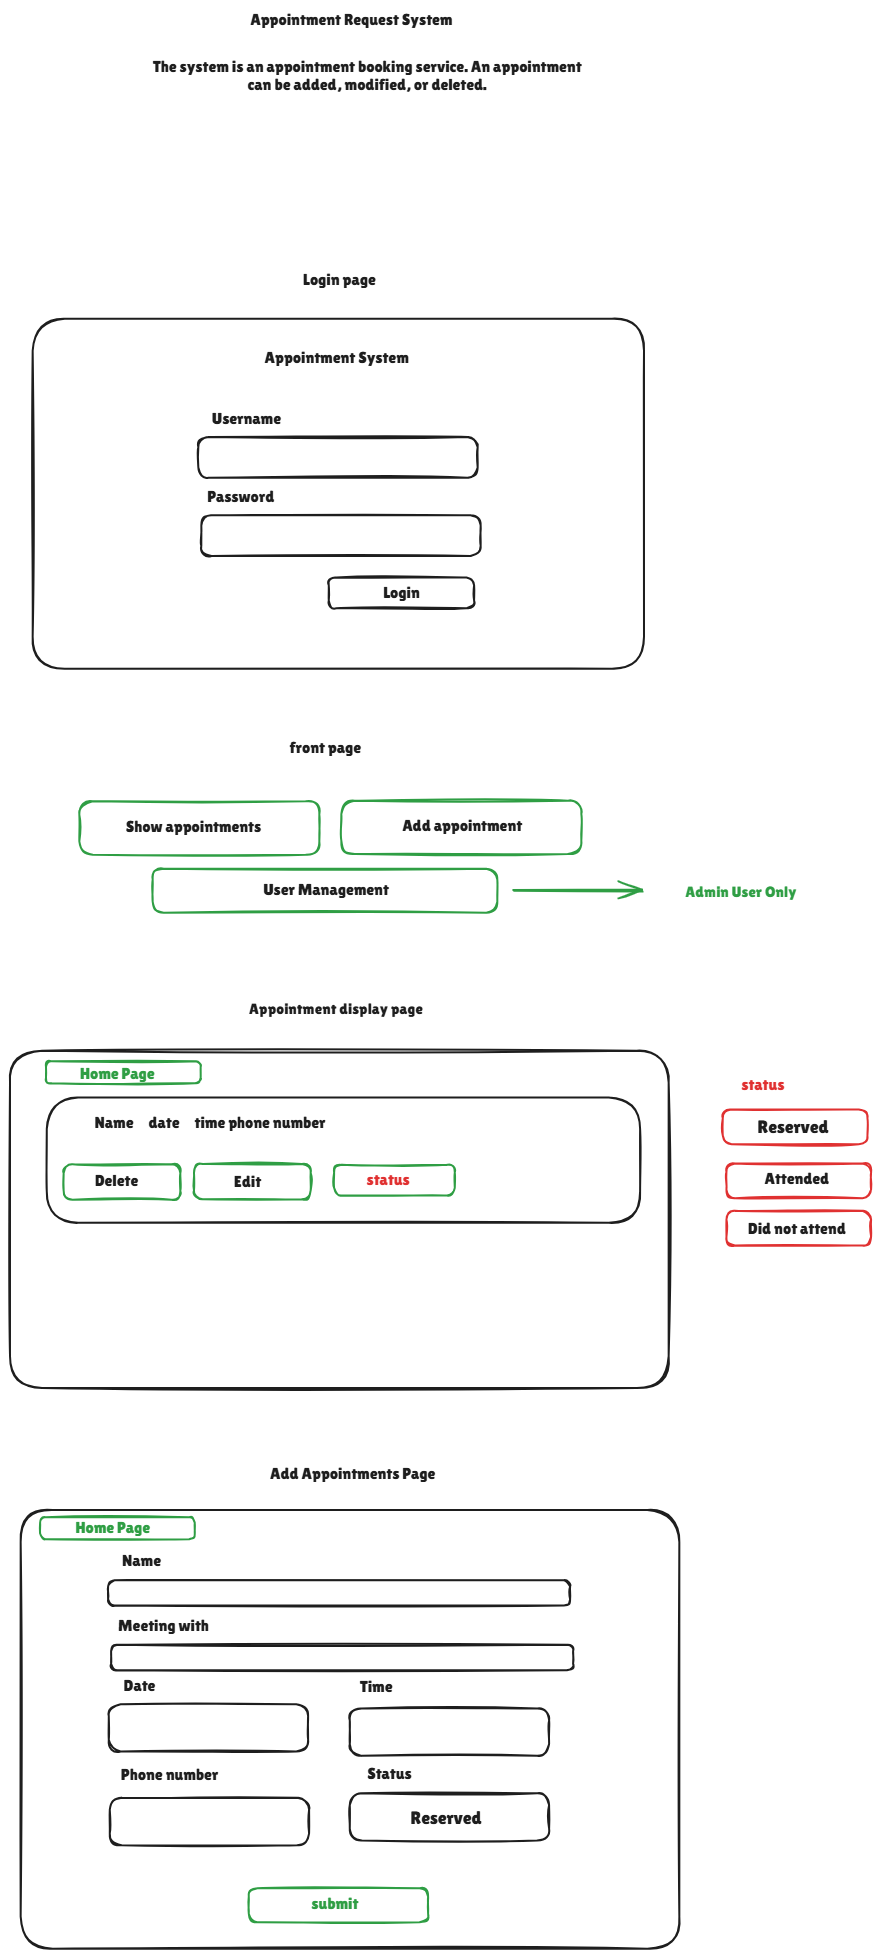 Appointment Request System
The system is an appointment booking service. An appointment
can be added, modified, or deleted.
Login page
Appointment System
Username
Password
Login
front page
Show appointments
Add appointment
User Management
Admin User Only
Appointment display page
Home Page
Name date time phone number
Delete
Edit
status
status
Reserved
Attended
Did not attend
Add Appointments Page
Home Page
Name
Meeting with
Date
Time
Phone number
Status
Reserved
submit